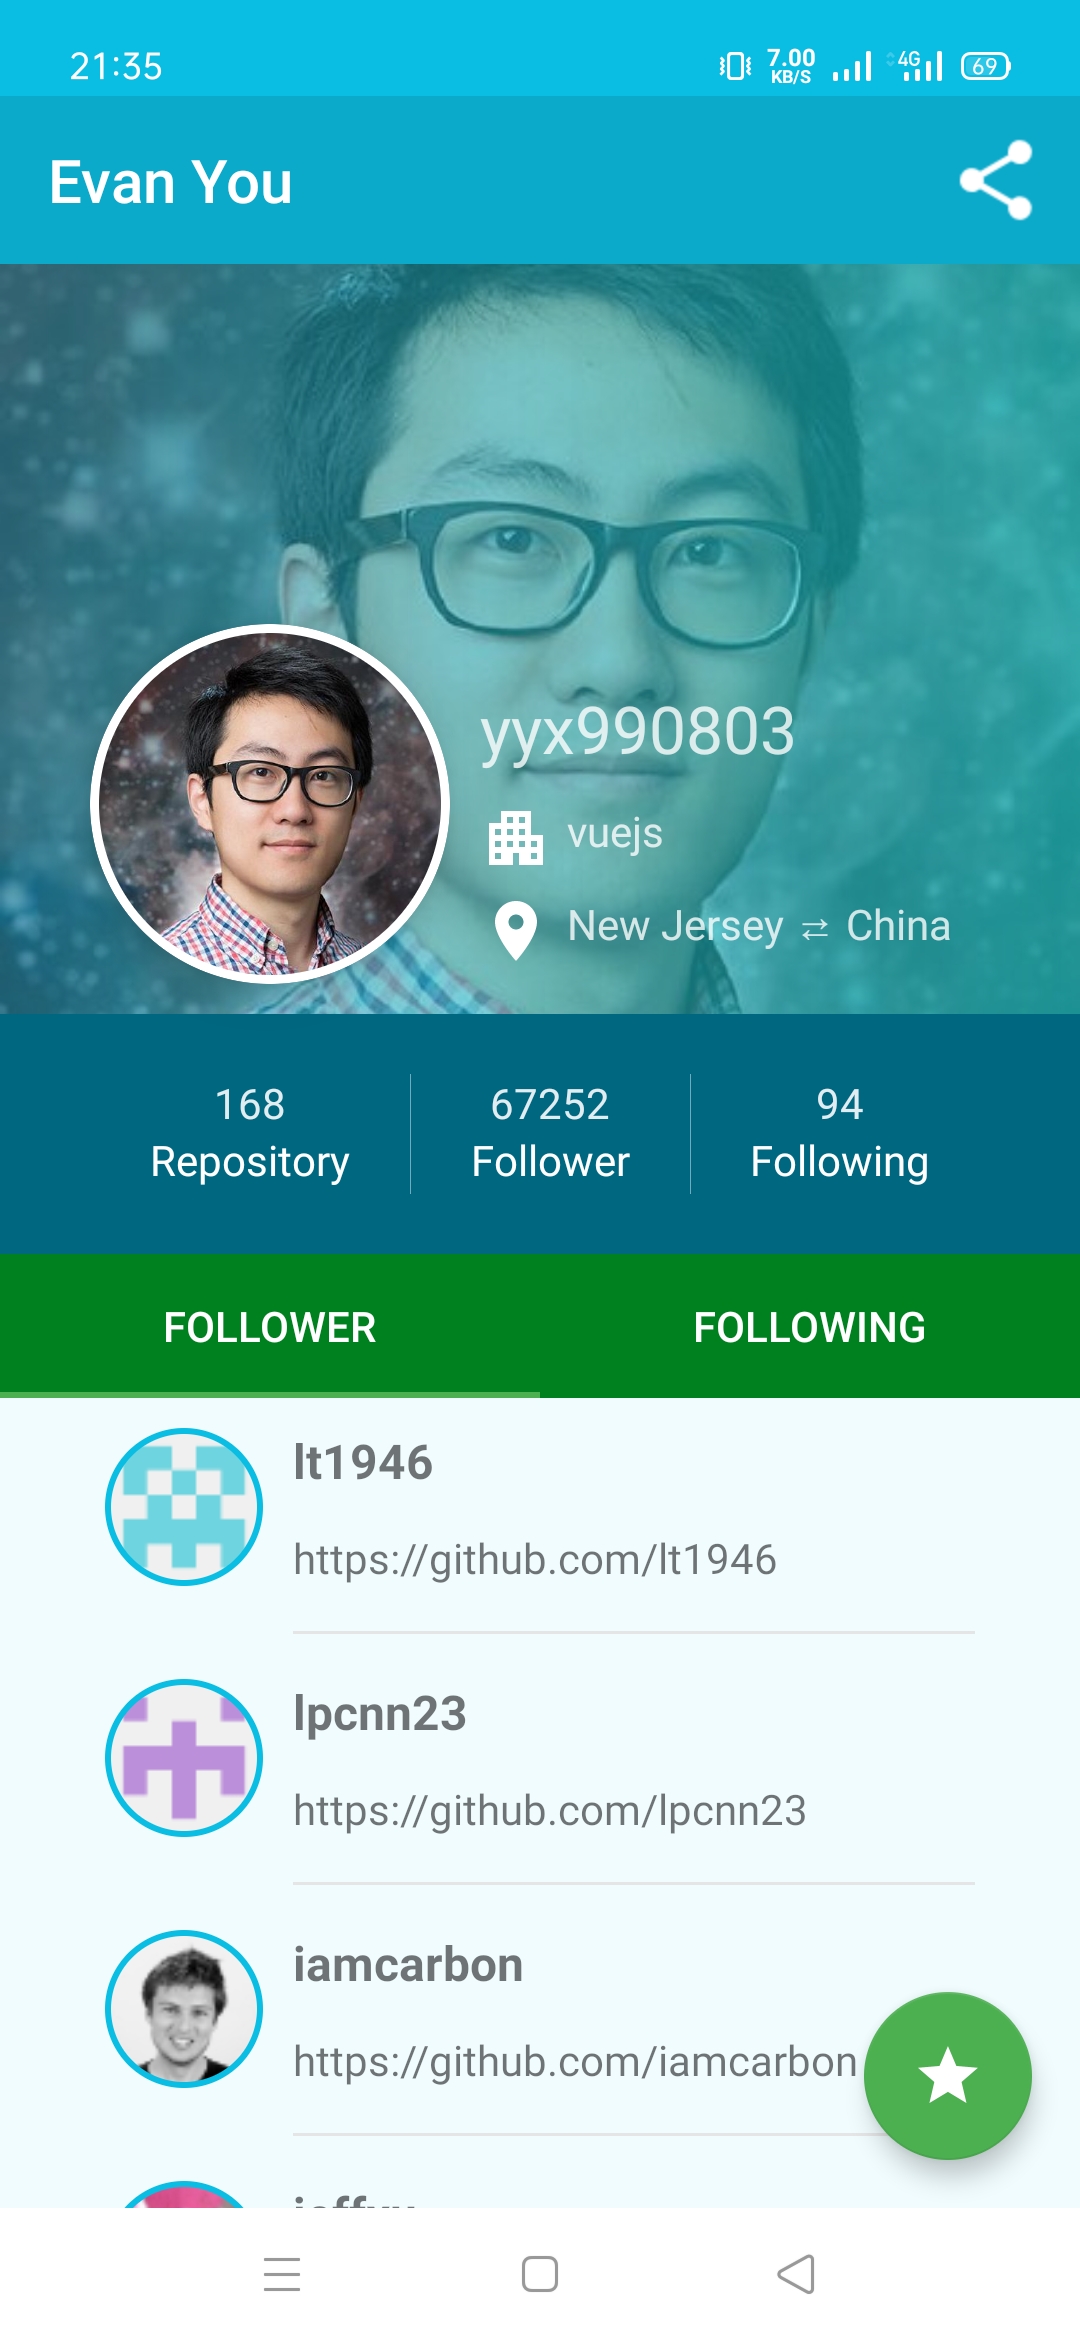 21:35
7.00
KB/S
4G
69
Evan You
yyx990803
vuejs
New Jersey ⇄ China
168
Repository
67252
Follower
94
Following
FOLLOWER
FOLLOWING
lt1946
https://github.com/lt1946
lpcnn23
https://github.com/lpcnn23
iamcarbon
https://github.com/iamcarbon